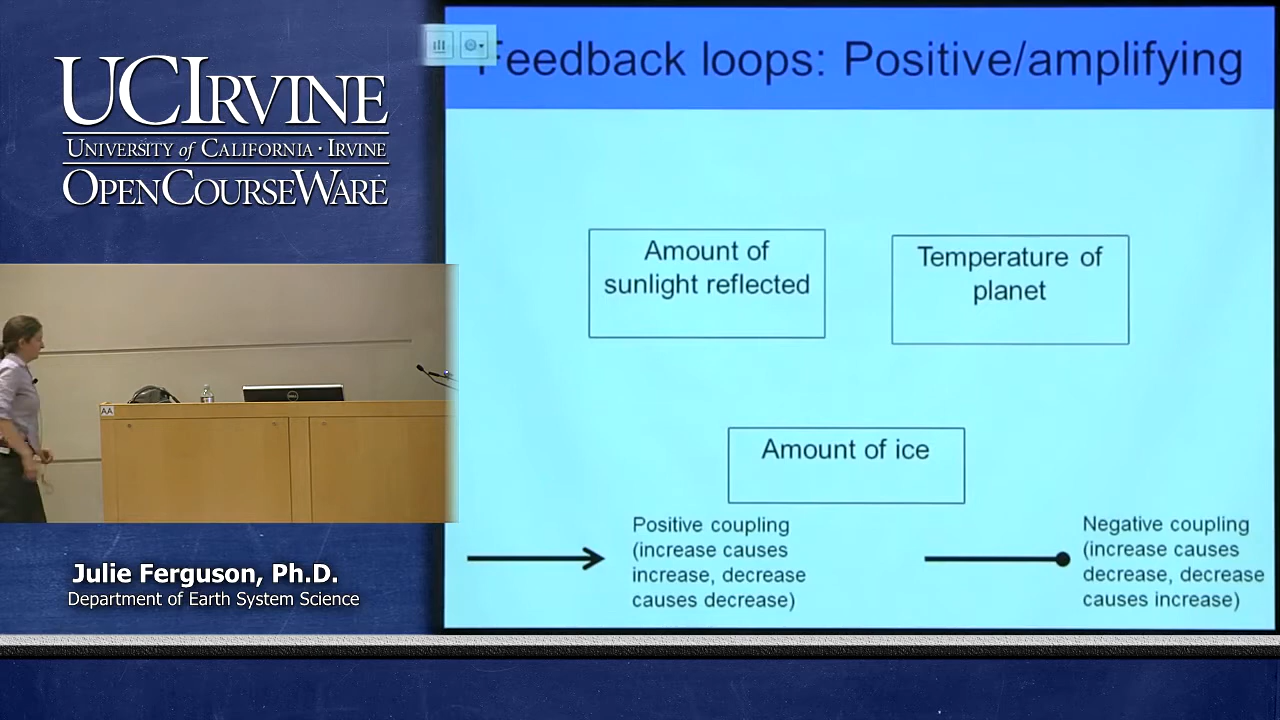 UCIRVINE
UNIVERSITY of CALIFORNIA · IRVINE
OPENCOURSEWARE
Feedback loops: Positive/amplifying
Amount of
sunlight reflected
Temperature of
planet
Amount of ice
Positive coupling
(increase causes
increase, decrease
causes decrease)
Negative coupling
(increase causes
decrease, decrease
causes increase)
AA
DELL
Julie Ferguson, Ph.D.
Department of Earth System Science